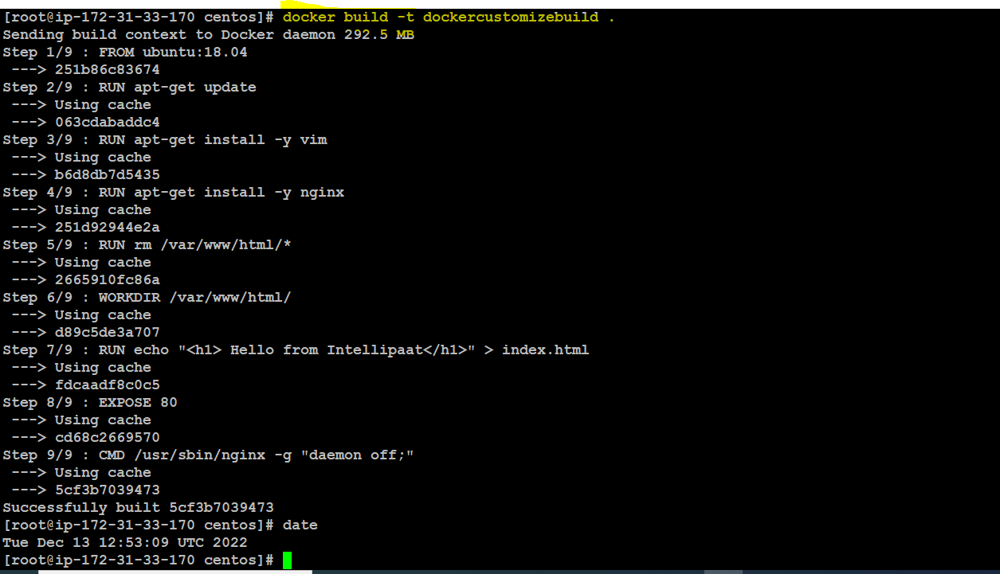 [root@ip-172-31-33-170 centos]# docker build -t dockercustomizebuild .
Sending build context to Docker daemon 292.5 MB
Step 1/9 : FROM ubuntu:18.04
 ---> 251b86c83674
Step 2/9 : RUN apt-get update
 ---> Using cache
 ---> 063cdabaddc4
Step 3/9 : RUN apt-get install -y vim
 ---> Using cache
 ---> b6d8db7d5435
Step 4/9 : RUN apt-get install -y nginx
 ---> Using cache
 ---> 251d92944e2a
Step 5/9 : RUN rm /var/www/html/*
 ---> Using cache
 ---> 2665910fc86a
Step 6/9 : WORKDIR /var/www/html/
 ---> Using cache
 ---> d89c5de3a707
Step 7/9 : RUN echo "<h1> Hello from Intellipaat</h1>" > index.html
 ---> Using cache
 ---> fdcaadf8c0c5
Step 8/9 : EXPOSE 80
 ---> Using cache
 ---> cd68c2669570
Step 9/9 : CMD /usr/sbin/nginx -g "daemon off;"
 ---> Using cache
 ---> 5cf3b7039473
Successfully built 5cf3b7039473
[root@ip-172-31-33-170 centos]# date
Tue Dec 13 12:53:09 UTC 2022
[root@ip-172-31-33-170 centos]#